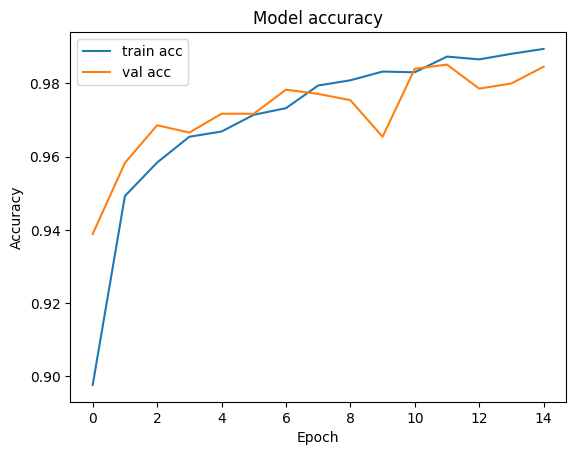 Model accuracy
train acc
val acc
Accuracy
0.98
0.96
0.94
0.92
0.90
0 2 4 6 8 10 12 14
Epoch